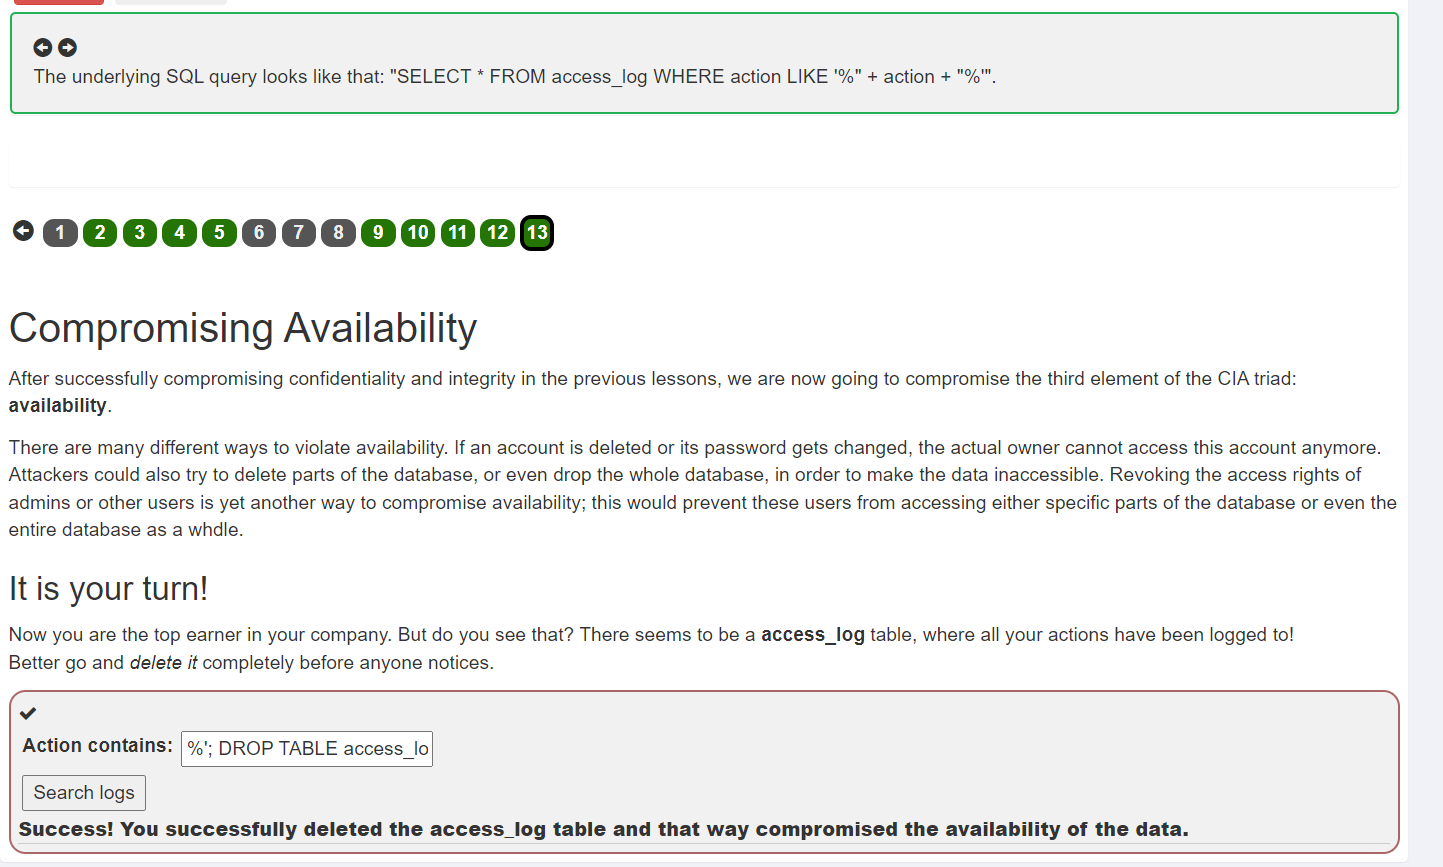 The underlying SQL query looks like that: "SELECT * FROM access_log WHERE action LIKE '%" + action + "%'".
1 2 3 4 5 6 7 8 9 10 11 12 13
Compromising Availability
After successfully compromising confidentiality and integrity in the previous lessons, we are now going to compromise the third element of the CIA triad:
availability.
There are many different ways to violate availability. If an account is deleted or its password gets changed, the actual owner cannot access this account anymore.
Attackers could also try to delete parts of the database, or even drop the whole database, in order to make the data inaccessible. Revoking the access rights of
admins or other users is yet another way to compromise availability; this would prevent these users from accessing either specific parts of the database or even the
entire database as a whdle.
It is your turn!
Now you are the top earner in your company. But do you see that? There seems to be a access_log table, where all your actions have been logged to!
Better go and delete it completely before anyone notices.
Action contains: %'; DROP TABLE access_lo
Search logs
Success! You successfully deleted the access_log table and that way compromised the availability of the data.